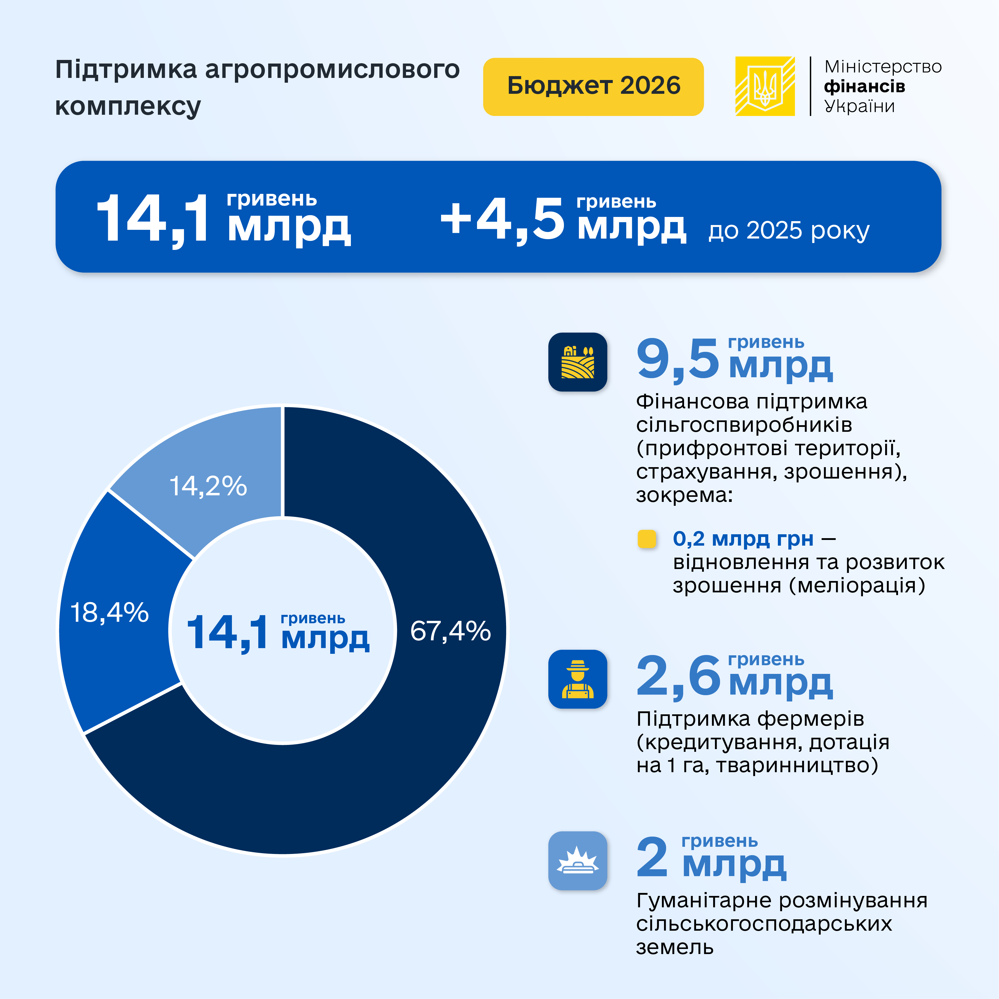 Підтримка агропромислового
комплексу
Бюджет 2026
Міністерство
фінансів
України
14,1 гривень млрд
+4,5 гривень млрд до 2025 року
14,2%
18,4%
67,4%
14,1 гривень млрд
9,5 гривень млрд
Фінансова підтримка
сільгоспвиробників
(прифронтові території,
страхування, зрошення),
зокрема:
0,2 млрд грн –
відновлення та розвиток
зрошення (меліорація)
2,6 гривень млрд
Підтримка фермерів
(кредитування, дотація
на 1 га, тваринництво)
2 гривень млрд
Гуманітарне розмінування
сільськогосподарських
земель